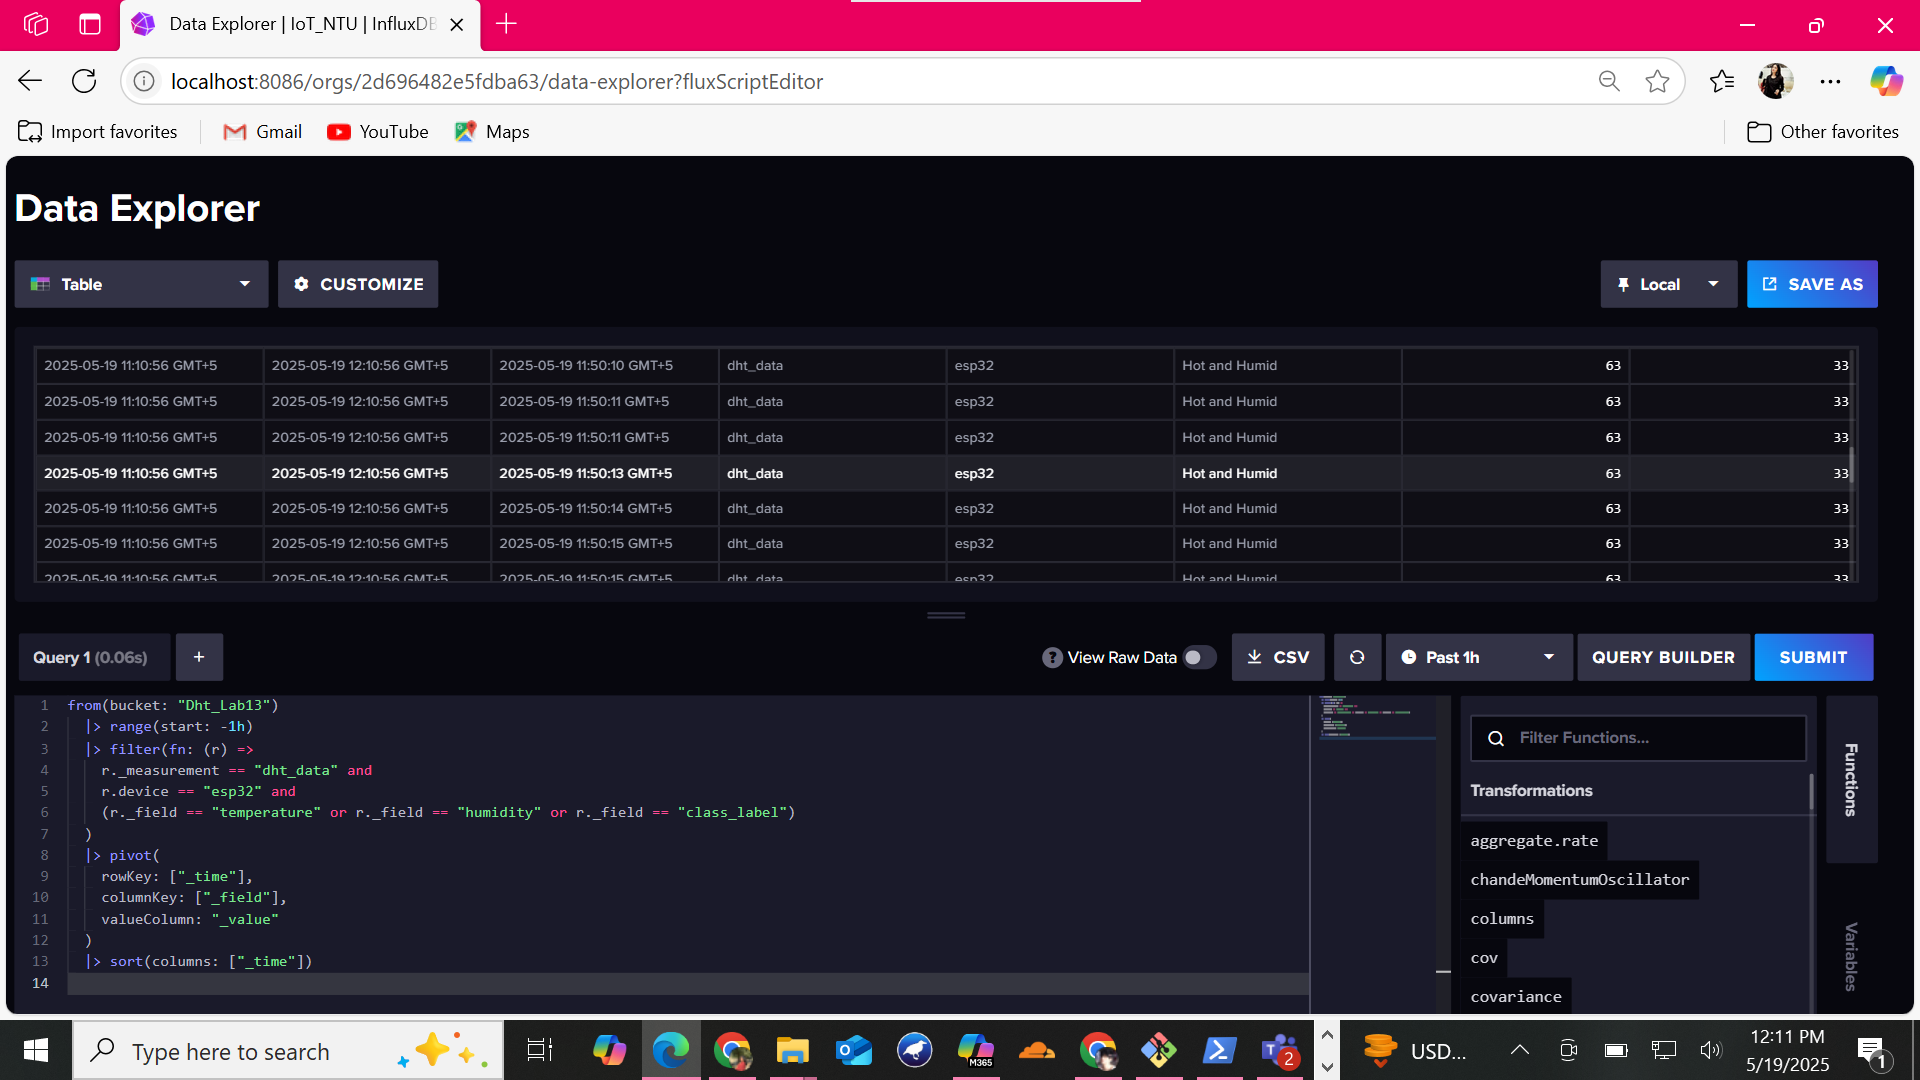 Data Explorer | IoT_NTU | InfluxDB
localhost:8086/orgs/2d696482e5fdba63/data-explorer?fluxScriptEditor
Import favorites
Gmail
YouTube
Maps
Other favorites
Data Explorer
Table
CUSTOMIZE
Local
SAVE AS
2025-05-19 11:10:56 GMT+5 2025-05-19 12:10:56 GMT+5 2025-05-19 11:50:10 GMT+5 dht_data esp32 Hot and Humid 63 33
2025-05-19 11:10:56 GMT+5 2025-05-19 12:10:56 GMT+5 2025-05-19 11:50:11 GMT+5 dht_data esp32 Hot and Humid 63 33
2025-05-19 11:10:56 GMT+5 2025-05-19 12:10:56 GMT+5 2025-05-19 11:50:11 GMT+5 dht_data esp32 Hot and Humid 63 33
2025-05-19 11:10:56 GMT+5 2025-05-19 12:10:56 GMT+5 2025-05-19 11:50:13 GMT+5 dht_data esp32 Hot and Humid 63 33
2025-05-19 11:10:56 GMT+5 2025-05-19 12:10:56 GMT+5 2025-05-19 11:50:14 GMT+5 dht_data esp32 Hot and Humid 63 33
2025-05-19 11:10:56 GMT+5 2025-05-19 12:10:56 GMT+5 2025-05-19 11:50:15 GMT+5 dht_data esp32 Hot and Humid 63 33
2025-05-19 11:10:56 GMT+5 2025-05-19 12:10:56 GMT+5 2025-05-19 11:50:15 GMT+5 dht_data esp32 Hot and Humid 63 33
Query 1 (0.06s)
+
? View Raw Data
CSV
Past 1h
QUERY BUILDER
SUBMIT
1 from(bucket: "Dht_Lab13")
2 |> range(start: -1h)
3 |> filter(fn: (r) =>
4 r._measurement == "dht_data" and
5 r.device == "esp32" and
6 (r._field == "temperature" or r._field == "humidity" or r._field == "class_label")
7 )
8 |> pivot(
9 rowKey: ["_time"],
10 columnKey: ["_field"],
11 valueColumn: "_value"
12 )
13 |> sort(columns: ["_time"])
14
Filter Functions...
Transformations
aggregate.rate
chandeMomentumOscillator
columns
cov
covariance
Functions
Variables
Type here to search
M365
2
USD...
12:11 PM
5/19/2025
1